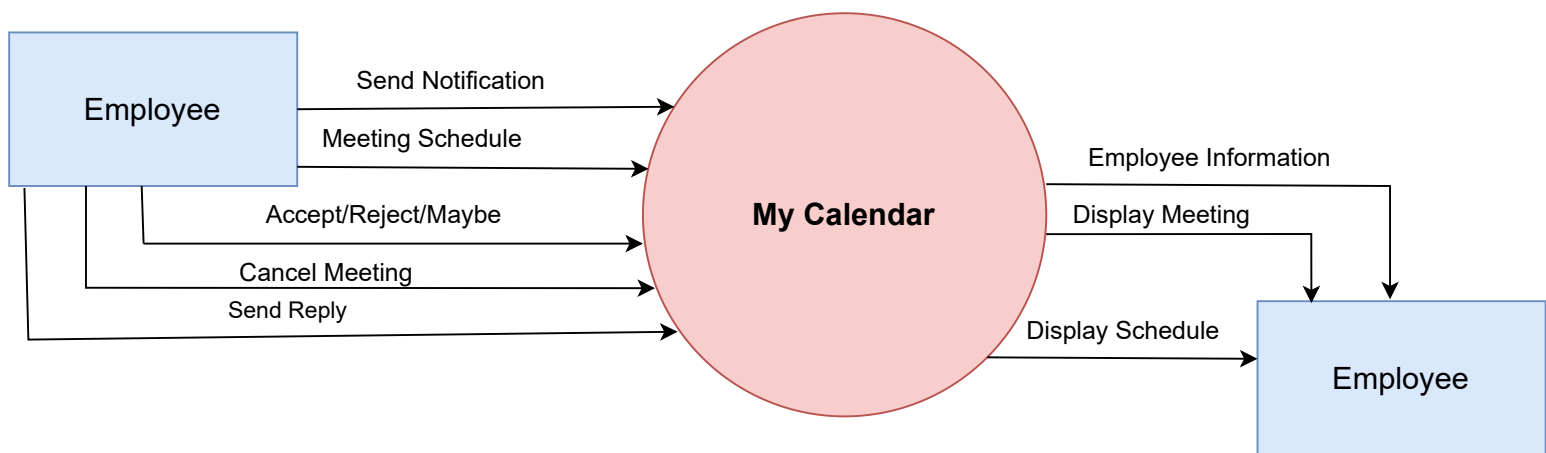 Employee
Send Notification
Meeting Schedule
Accept/Reject/Maybe
Cancel Meeting
Send Reply
My Calendar
Employee Information
Display Meeting
Display Schedule
Employee